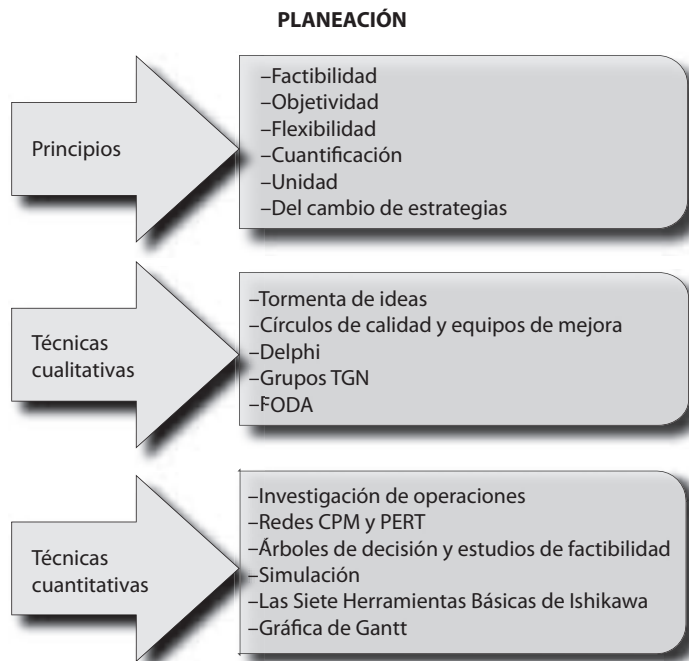 PLANEACIÓN
Principios
–Factibilidad
–Objetividad
–Flexibilidad
–Cuantificación
–Unidad
–Del cambio de estrategias
Técnicas
cualitativas
–Tormenta de ideas
–Círculos de calidad y equipos de mejora
–Delphi
–Grupos TGN
–FODA
Técnicas
cuantitativas
–Investigación de operaciones
–Redes CPM y PERT
–Árboles de decisión y estudios de factibilidad
–Simulación
–Las Siete Herramientas Básicas de Ishikawa
–Gráfica de Gantt